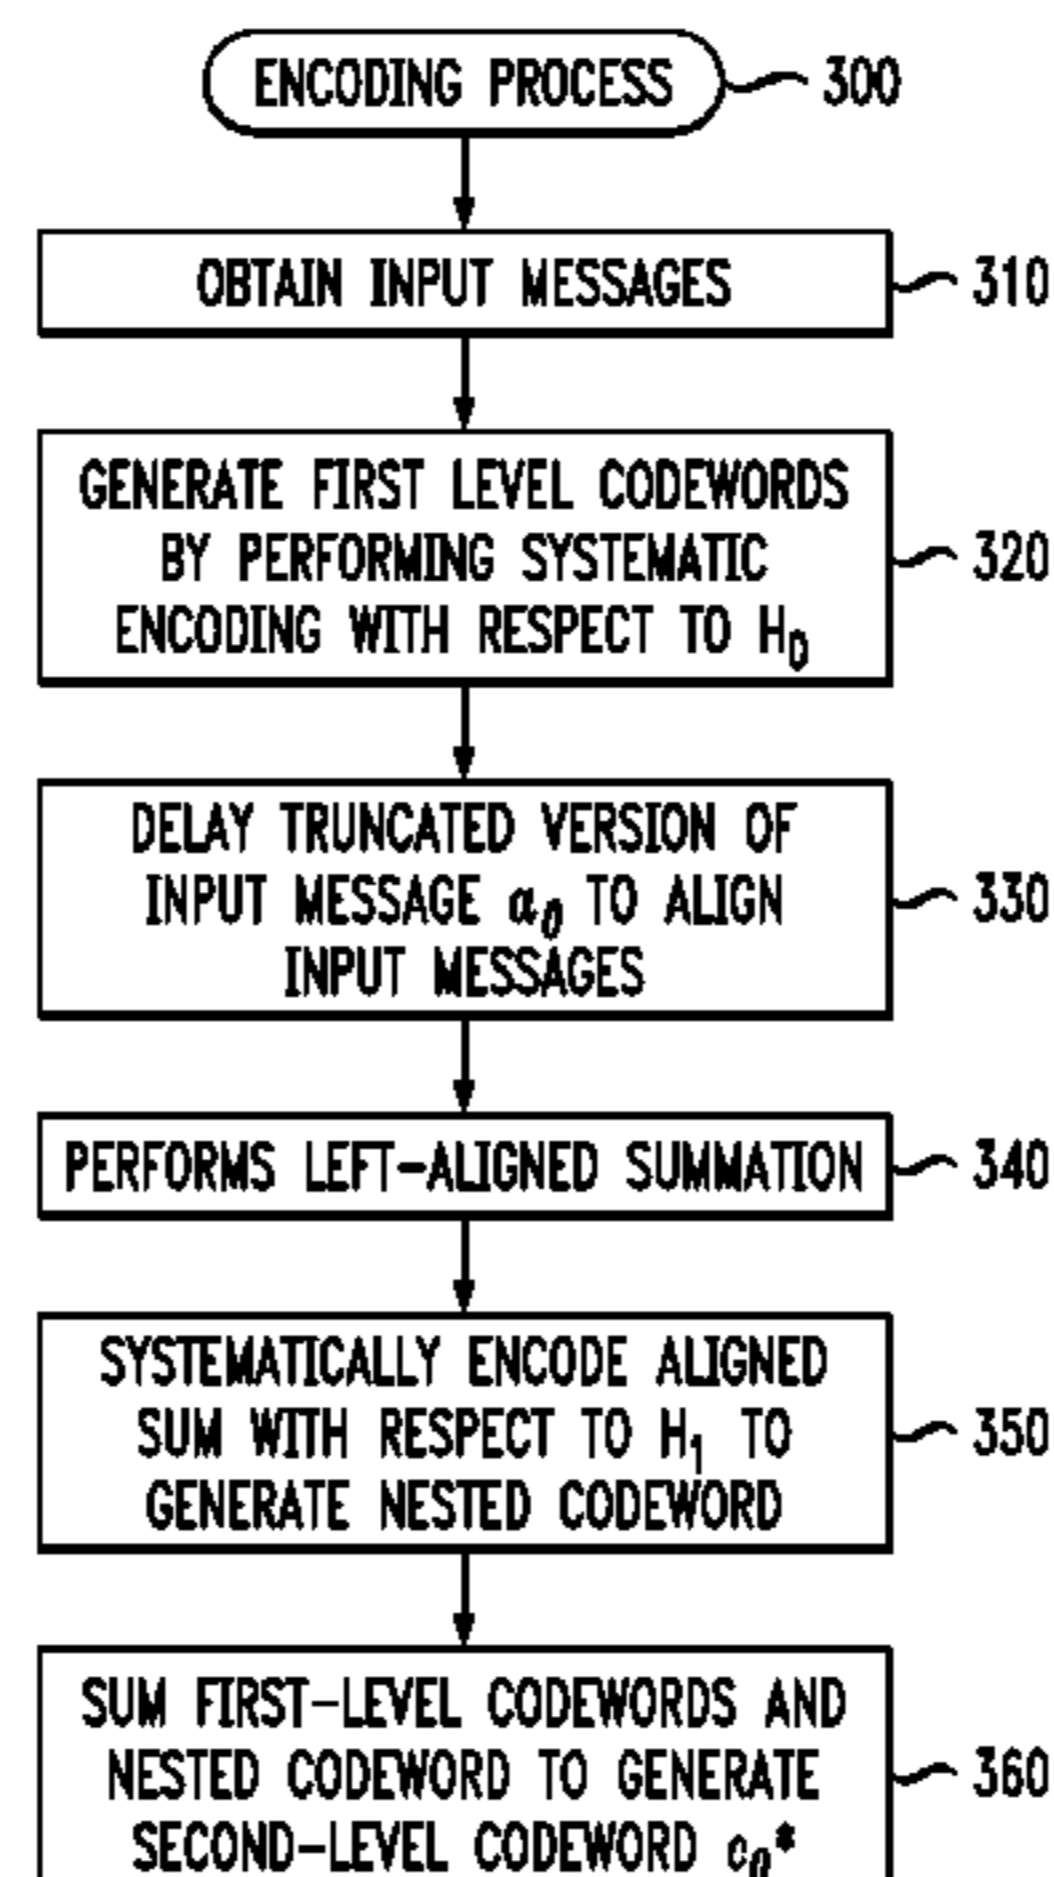 ENCODING PROCESS 300
OBTAIN INPUT MESSAGES 310
GENERATE FIRST LEVEL CODEWORDS
BY PERFORMING SYSTEMATIC 320
ENCODING WITH RESPECT TO H₀
DELAY TRUNCATED VERSION OF
INPUT MESSAGE α₀ TO ALIGN 330
INPUT MESSAGES
PERFORMS LEFT-ALIGNED SUMMATION 340
SYSTEMATICALLY ENCODE ALIGNED
SUM WITH RESPECT TO H₁ TO 350
GENERATE NESTED CODEWORD
SUM FIRST-LEVEL CODEWORDS AND
NESTED CODEWORD TO GENERATE 360
SECOND-LEVEL CODEWORD c₀*